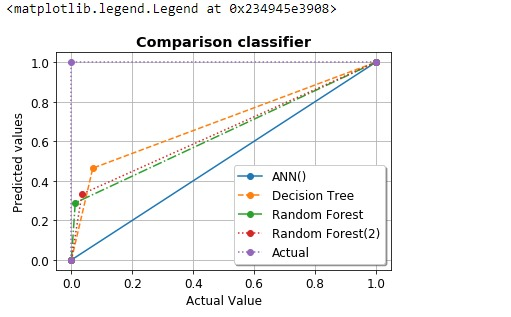 <matplotlib.legend.Legend at 0x234945e3908>
Comparison classifier
Predicted values
1.0
0.8
0.6
0.4
0.2
0.0
ANN()
Decision Tree
Random Forest
Random Forest(2)
Actual
0.0 0.2 0.4 0.6 0.8 1.0
Actual Value